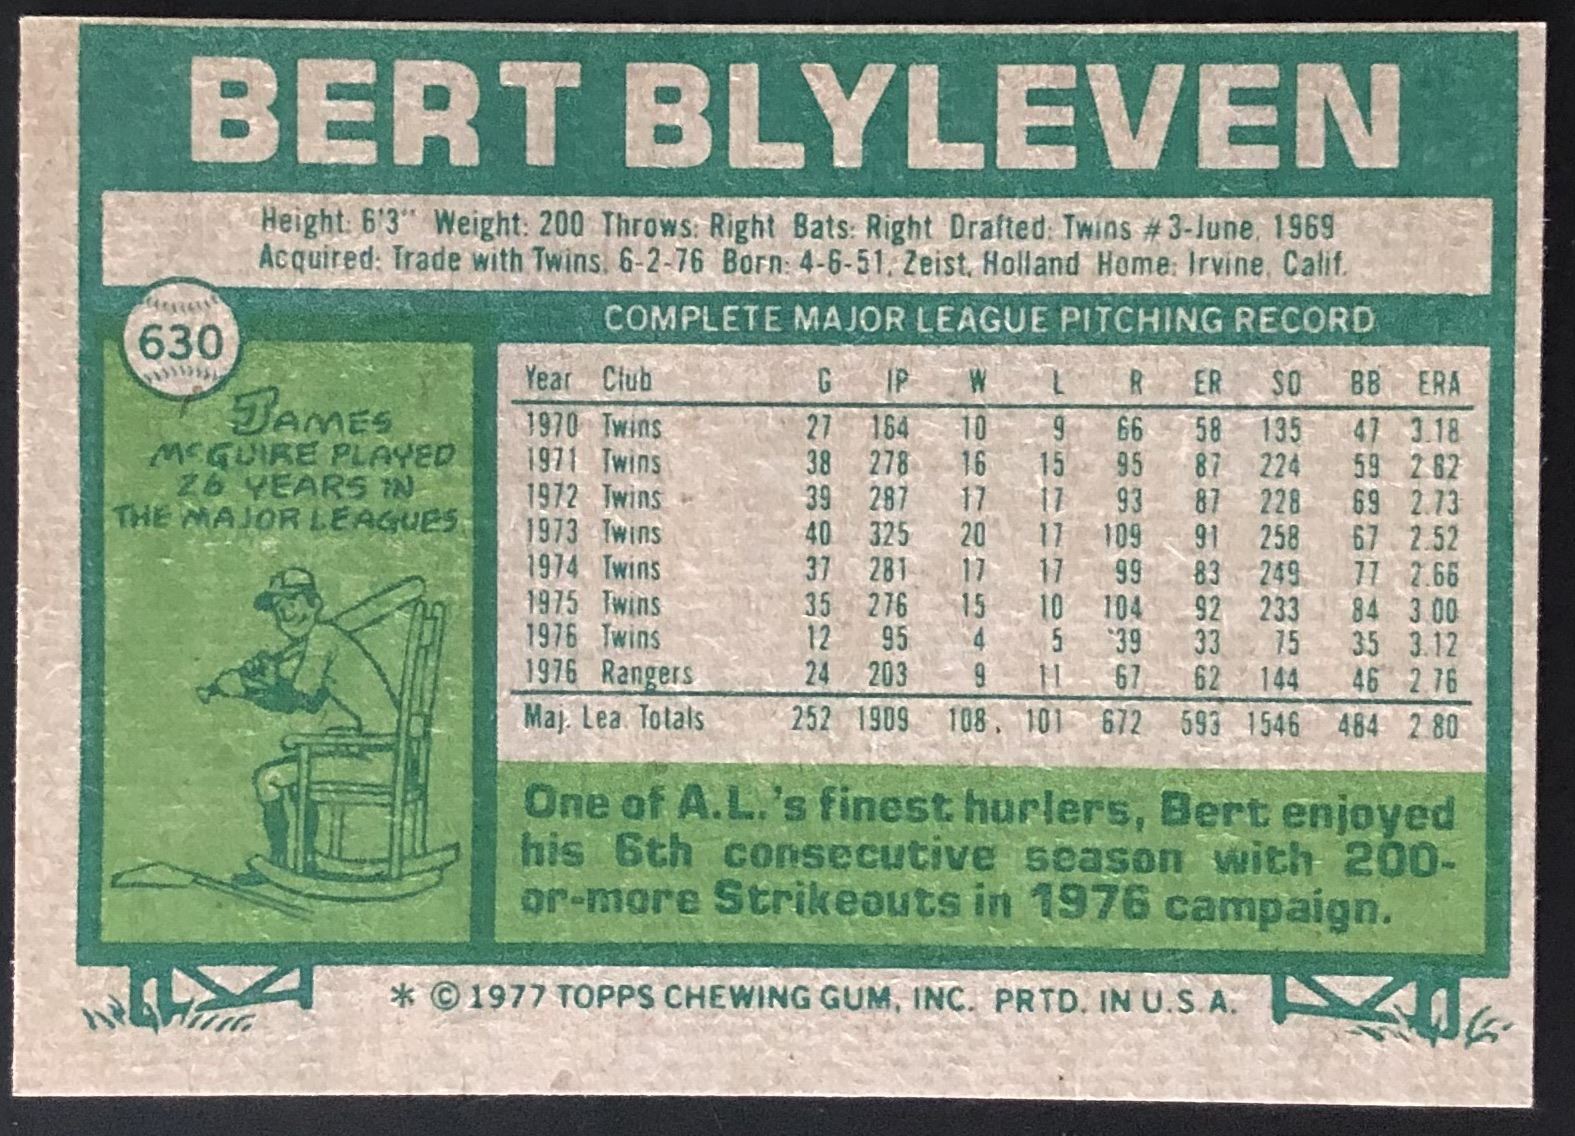 BERT BLYLEVEN
Height: 6'3" Weight: 200 Throws: Right Bats: Right Drafted: Twins #3-June, 1969
Acquired: Trade with Twins, 6-2-76 Born: 4-6-51, Zeist, Holland Home: Irvine, Calif.
630
JAMES
McGUIRE PLAYED
26 YEARS IN
THE MAJOR LEAGUES
COMPLETE MAJOR LEAGUE PITCHING RECORD
Year Club G IP W L R ER SO BB ERA
1970 Twins 27 164 10 9 66 58 135 47 3.18
1971 Twins 38 278 16 15 95 87 224 59 2.82
1972 Twins 39 287 17 17 93 87 228 69 2.73
1973 Twins 40 325 20 17 109 91 258 67 2.52
1974 Twins 37 281 17 17 99 83 249 77 2.66
1975 Twins 35 276 15 10 104 92 233 84 3.00
1976 Twins 12 95 4 5 39 33 75 35 3.12
1976 Rangers 24 203 9 11 67 62 144 46 2.76
Maj. Lea Totals 252 1909 108 101 672 593 1546 484 2.80
One of A.L.'s finest hurlers, Bert enjoyed
his 6th consecutive season with 200-
or-more Strikeouts in 1976 campaign.
* © 1977 TOPPS CHEWING GUM, INC. PRTD. IN U.S.A.